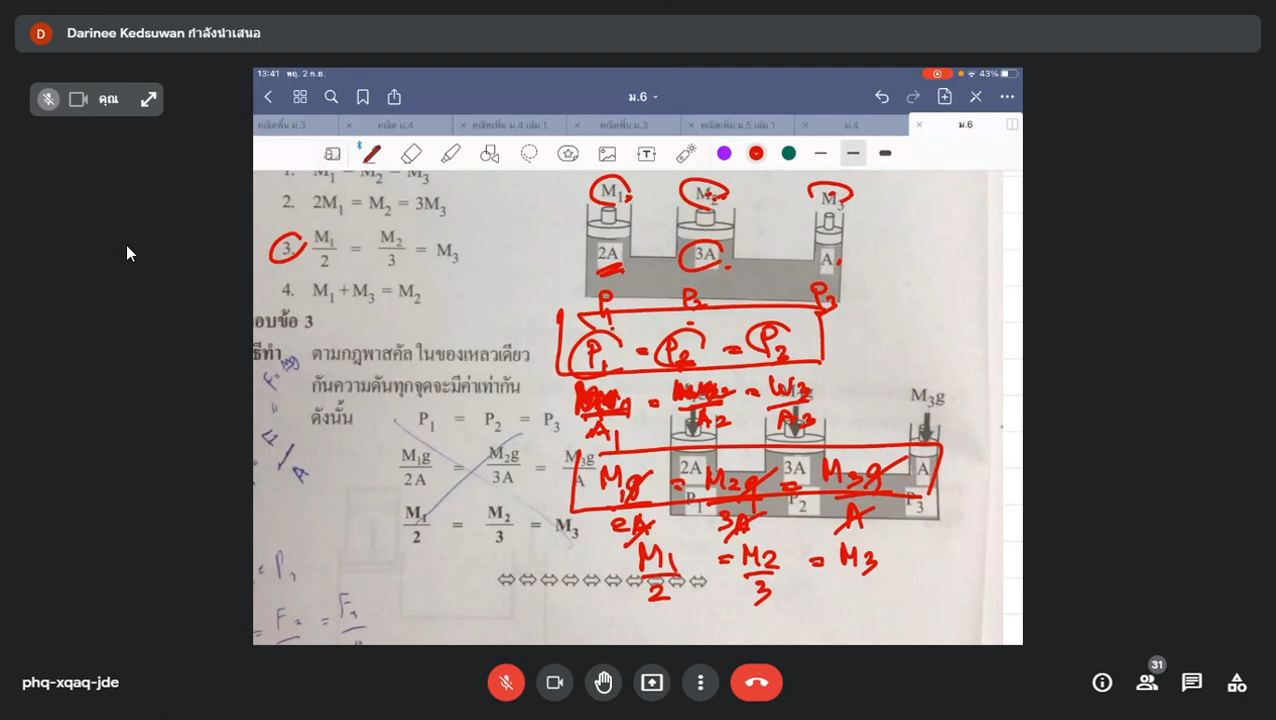 D Darinee Kedsuwan กำลังนำเสนอ
คุณ
13:41 พฤ. 2 ก.ย.
43%
ม.6
คณิตพื้น ม.3
คณิต ม.4
คณิตเพิ่ม ม.4 เล่ม 1
คณิตพื้น ม.3
คณิตเพิ่ม ม.5 เล่ม 1
ม.4
ม.6
1. M₁ = M₂ = M₃
2. 2M₁ = M₂ = 3M₃
3. M₁/2 = M₂/3 = M₃
4. M₁+M₃ = M₂
M₁ M₂ M₃
2A 3A A
P₁ P₂ P₃
P₁ = P₂ = P₃
อบข้อ 3
ธีทำ ตามกฎพาสคัล ในของเหลวเดียว
กันความดันทุกจุดจะมีค่าเท่ากัน
ดังนั้น P₁ = P₂ = P₃
M₁g/2A = M₂g/3A = M₃g/A
M₁/2 = M₂/3 = M₃
M₃g
2A 3A A
P₁ P₂ P₃
M₁g/2A = M₂g/3A = M₃g/A
M₁/2 = M₂/3 = M₃
phq-xqaq-jde
31